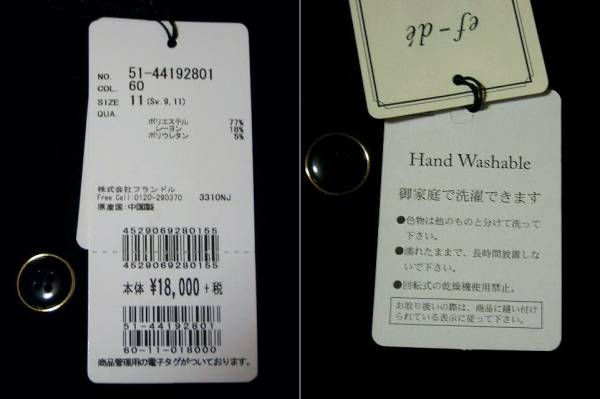 NO. 51-44192801
COL. 60
SIZE 11 (Sv.9,11)
QUA.
ポリエステル 77%
レーヨン 18%
ポリウレタン 5%
株式会社フランドル
Free Cell:0120-290370 3310NJ
原産国:中国製
4529069280155
4529069280155
本体 ¥18,000 +税
51-44192801
60-11-018000
商品管理用の電子タグがついております。
ef-dê
Hand Washable
御家庭で洗濯できます
●色物は他のものと分けて洗って
下さい。
●濡れたままで、長時間放置しな
いで下さい。
●回転式の乾燥機使用禁止。
お取り扱いの際は、商品に縫い付け
られている表示に従って下さい。